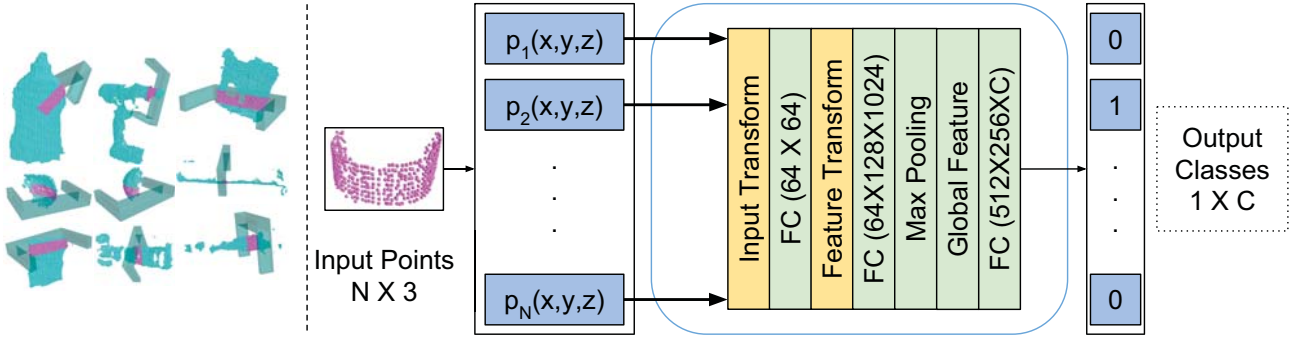 Input Points
N X 3
p1(x,y,z)
p2(x,y,z)
.
.
.
pN(x,y,z)
Input Transform
FC (64 X 64)
Feature Transform
FC (64X128X1024)
Max Pooling
Global Feature
FC (512X256XC)
0
1
.
.
.
0
Output
Classes
1 X C